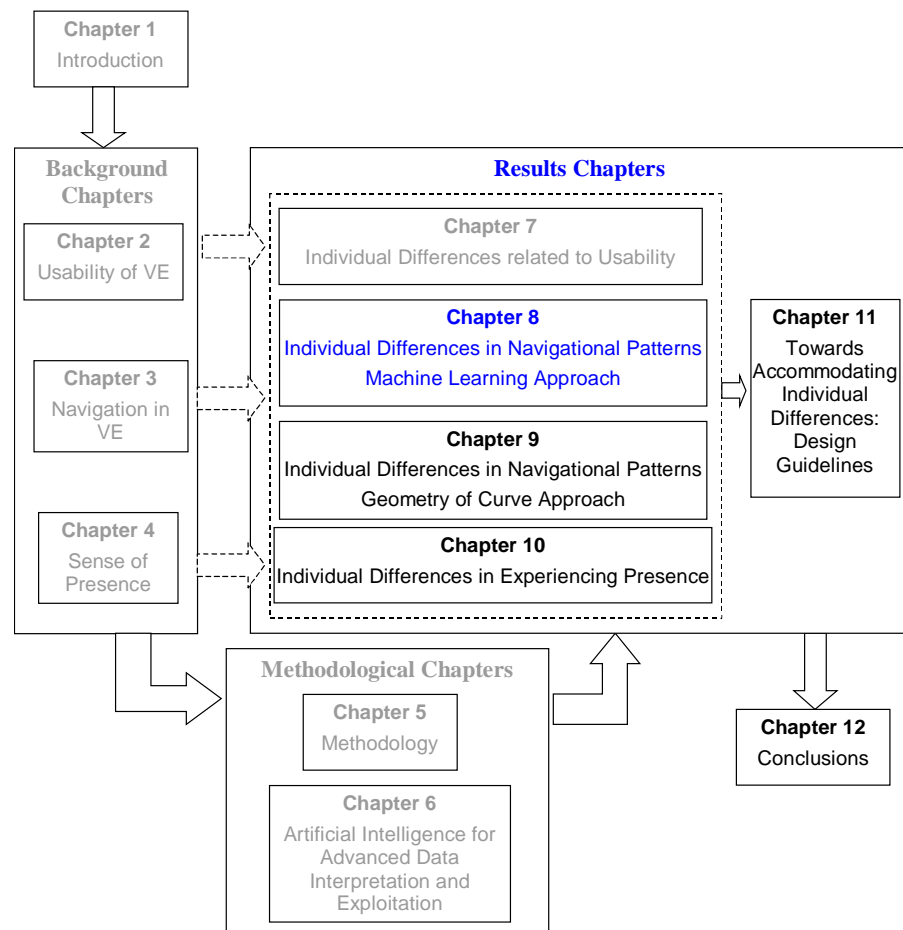 Chapter 1
Introduction
Background
Chapters
Chapter 2
Usability of VE
Chapter 3
Navigation in
VE
Chapter 4
Sense of
Presence
Results Chapters
Chapter 7
Individual Differences related to Usability
Chapter 8
Individual Differences in Navigational Patterns
Machine Learning Approach
Chapter 9
Individual Differences in Navigational Patterns
Geometry of Curve Approach
Chapter 10
Individual Differences in Experiencing Presence
Chapter 11
Towards
Accommodating
Individual
Differences:
Design
Guidelines
Methodological Chapters
Chapter 5
Methodology
Chapter 6
Artificial Intelligence for
Advanced Data
Interpretation and
Exploitation
Chapter 12
Conclusions